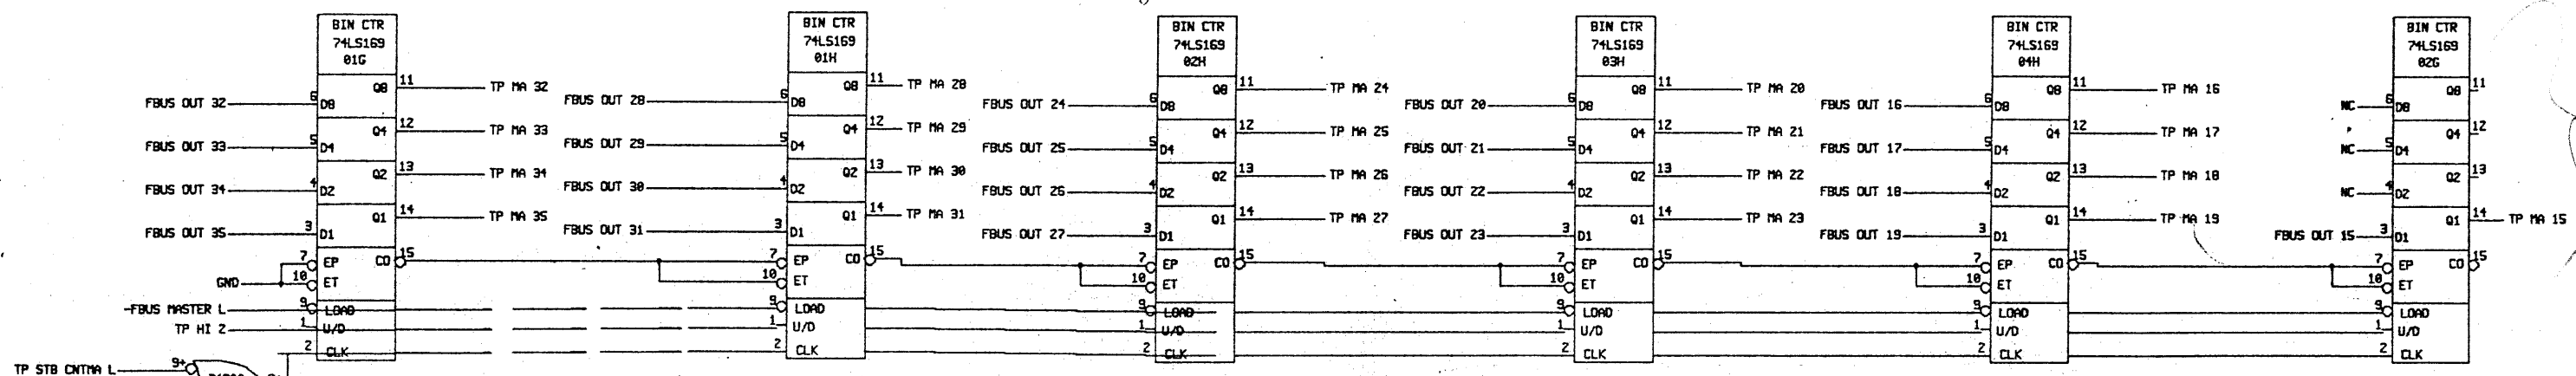 BIN CTR
74LS169
01G
FBUS OUT 32 6 D8 Q8 11 TP MA 32
FBUS OUT 33 5 D4 Q4 12 TP MA 33
FBUS OUT 34 4 D2 Q2 13 TP MA 34
FBUS OUT 35 3 D1 Q1 14 TP MA 35
7 EP CO 15
GND 10 ET
-FBUS MASTER L 9 LOAD
TP HI 2 1 U/D
2 CLK
TP STB CNTMA L 9+
BIN CTR
74LS169
01H
FBUS OUT 28 6 D8 Q8 11 TP MA 28
FBUS OUT 29 5 D4 Q4 12 TP MA 29
FBUS OUT 30 4 D2 Q2 13 TP MA 30
FBUS OUT 31 3 D1 Q1 14 TP MA 31
7 EP CO 15
10 ET
9 LOAD
1 U/D
2 CLK
BIN CTR
74LS169
02H
FBUS OUT 24 6 D8 Q8 11 TP MA 24
FBUS OUT 25 5 D4 Q4 12 TP MA 25
FBUS OUT 26 4 D2 Q2 13 TP MA 26
FBUS OUT 27 3 D1 Q1 14 TP MA 27
7 EP CO 15
10 ET
9 LOAD
1 U/D
2 CLK
BIN CTR
74LS169
03H
FBUS OUT 20 6 D8 Q8 11 TP MA 20
FBUS OUT 21 5 D4 Q4 12 TP MA 21
FBUS OUT 22 4 D2 Q2 13 TP MA 22
FBUS OUT 23 3 D1 Q1 14 TP MA 23
7 EP CO 15
10 ET
9 LOAD
1 U/D
2 CLK
BIN CTR
74LS169
04H
FBUS OUT 16 6 D8 Q8 11 TP MA 16
FBUS OUT 17 5 D4 Q4 12 TP MA 17
FBUS OUT 18 4 D2 Q2 13 TP MA 18
FBUS OUT 19 3 D1 Q1 14 TP MA 19
7 EP CO 15
10 ET
9 LOAD
1 U/D
2 CLK
BIN CTR
74LS169
02G
NC 6 D8 Q8 11
NC 5 D4 Q4 12
NC 4 D2 Q2 13
FBUS OUT 15 3 D1 Q1 14 TP MA 15
7 EP CO 15
10 ET
9 LOAD
1 U/D
2 CLK